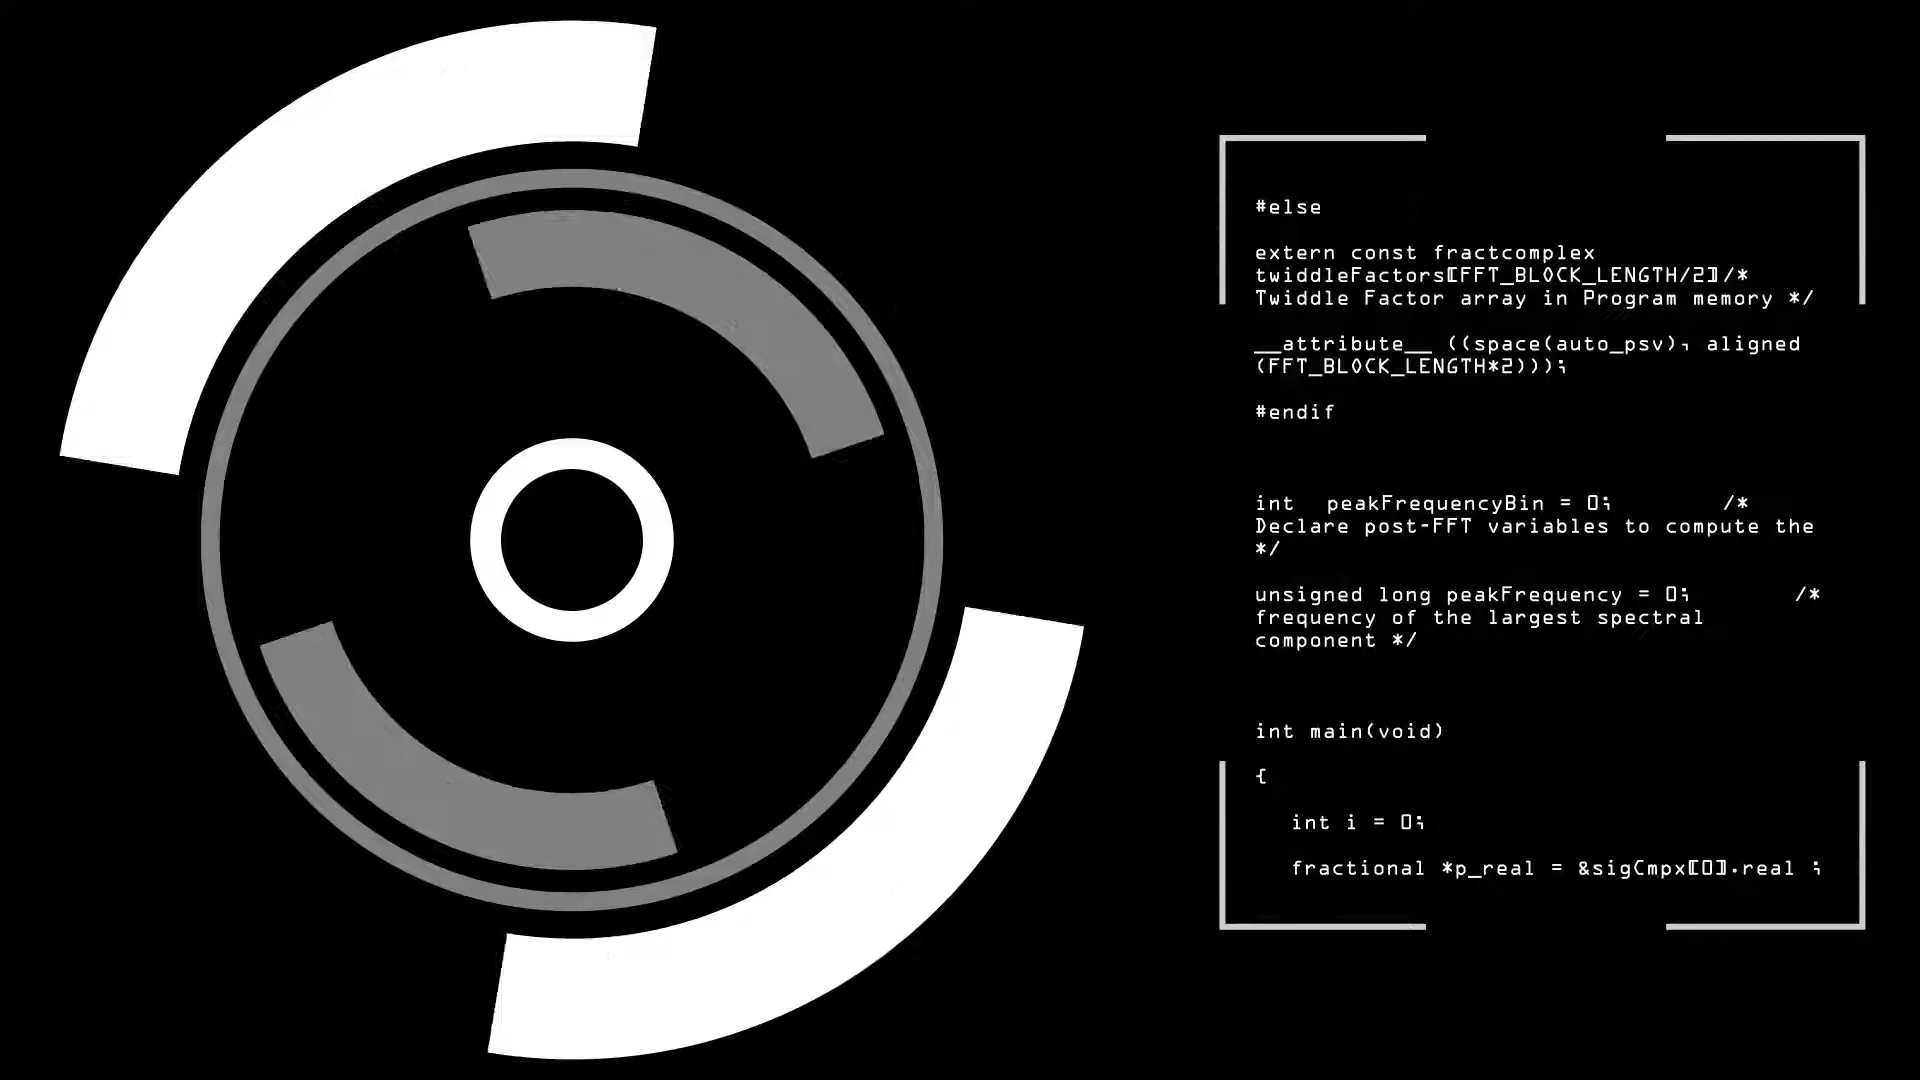 #else
extern const fractcomplex
twiddleFactors[FFT_BLOCK_LENGTH/2]/*
Twiddle Factor array in Program memory */
__attribute__ ((space(auto_psv), aligned
(FFT_BLOCK_LENGTH*2)));
#endif
int  peakFrequencyBin = 0;        /*
Declare post-FFT variables to compute the
*/
unsigned long peakFrequency = 0;        /*
frequency of the largest spectral
component */
int main(void)
{
int i = 0;
fractional *p_real = &sigCmpx[0].real ;